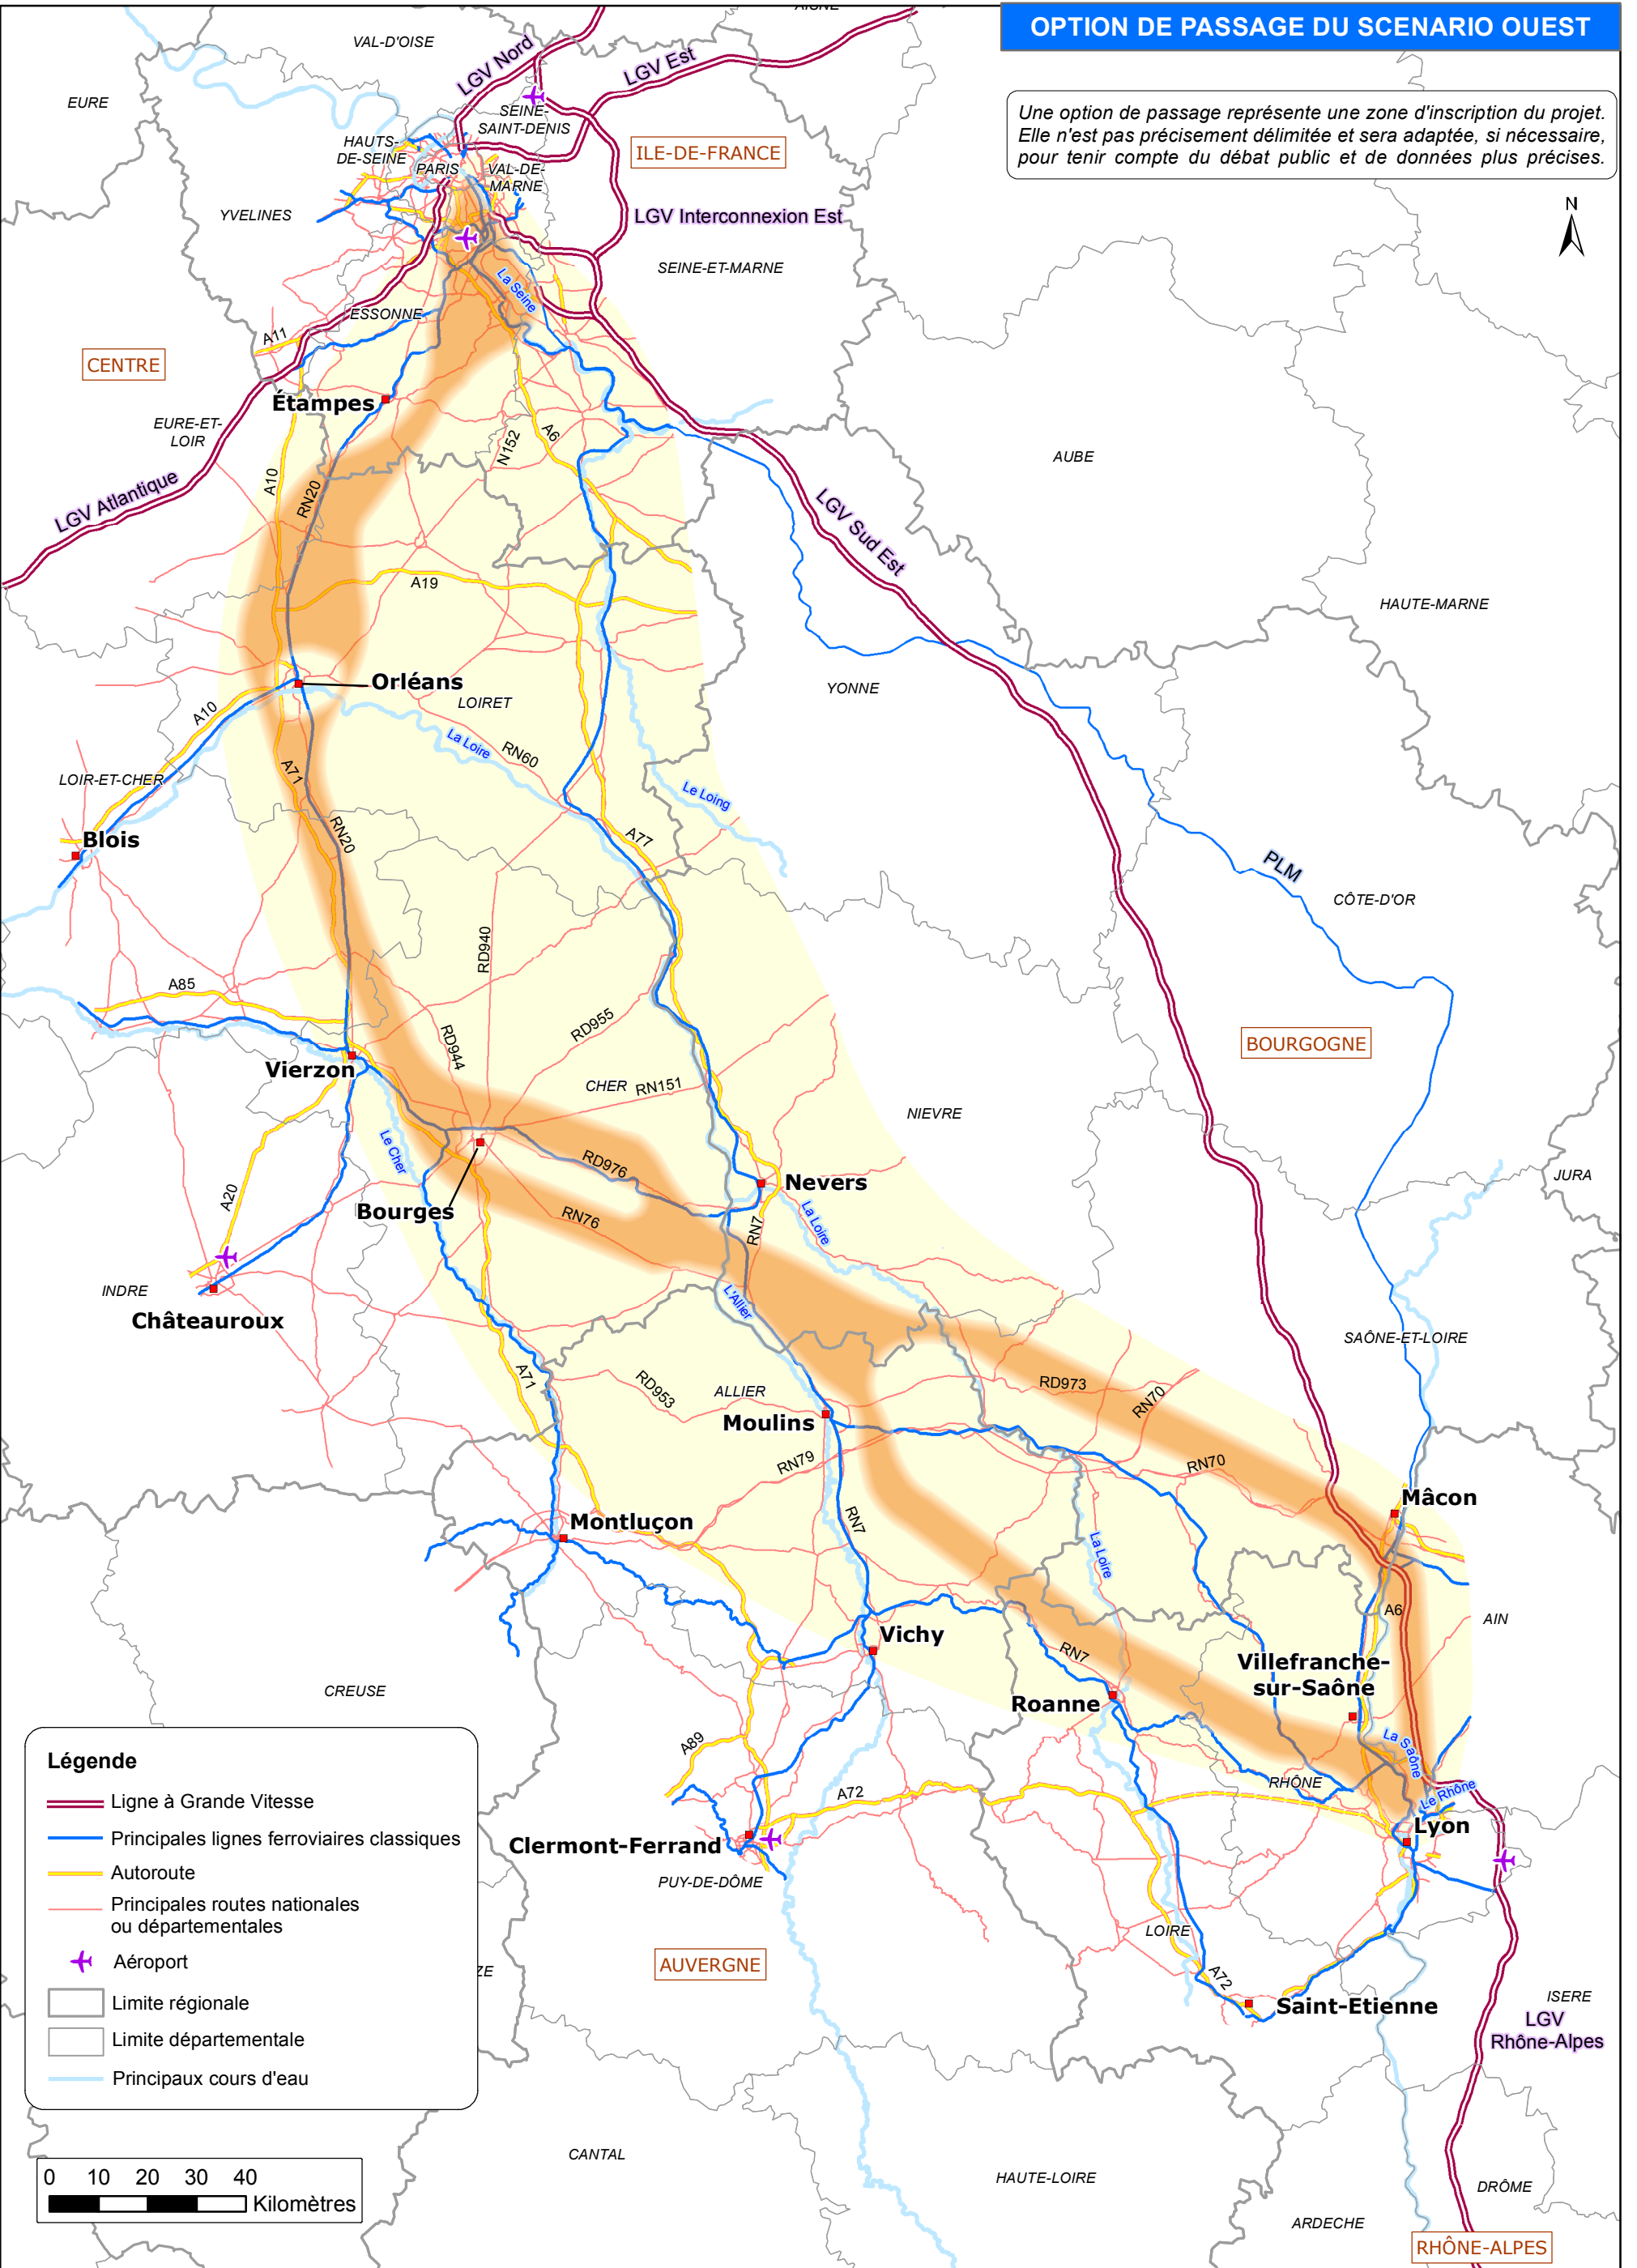 AISNE
OPTION DE PASSAGE DU SCENARIO OUEST
Une option de passage représente une zone d'inscription du projet.
Elle n'est pas précisement délimitée et sera adaptée, si nécessaire,
pour tenir compte du débat public et de données plus précises.
N
VAL-D'OISE
LGV Nord
LGV Est
EURE
SEINE-
SAINT-DENIS
HAUTS-
DE-SEINE
ILE-DE-FRANCE
PARIS
VAL-DE-
MARNE
YVELINES
LGV Interconnexion Est
SEINE-ET-MARNE
La Seine
ESSONNE
A11
CENTRE
Étampes
EURE-ET-
LOIR
A10
RN20
N152
A6
AUBE
LGV Atlantique
LGV Sud Est
A19
HAUTE-MARNE
Orléans
LOIRET
YONNE
A10
La Loire
RN60
LOIR-ET-CHER
A71
Le Loing
Blois
RN20
A77
PLM
CÔTE-D'OR
RD940
A85
RD955
RD944
BOURGOGNE
Vierzon
CHER
RN151
NIEVRE
Le Cher
RD976
Nevers
JURA
A20
Bourges
RN76
RN7
La Loire
INDRE
L'Allier
Châteauroux
SAÔNE-ET-LOIRE
A71
RD953
ALLIER
RD973
RN70
Moulins
RN79
RN70
Mâcon
Montluçon
RN7
La Loire
A6
AIN
Vichy
RN7
Villefranche-
sur-Saône
CREUSE
Roanne
A89
La Saône
RHÔNE
Le Rhône
A72
Lyon
Clermont-Ferrand
PUY-DE-DÔME
LOIRE
AUVERGNE
ZE
A72
Saint-Etienne
ISERE
LGV
Rhône-Alpes
Légende
Ligne à Grande Vitesse
Principales lignes ferroviaires classiques
Autoroute
Principales routes nationales
ou départementales
Aéroport
Limite régionale
Limite départementale
Principaux cours d'eau
0 10 20 30 40
Kilomètres
CANTAL
HAUTE-LOIRE
DRÔME
ARDECHE
RHÔNE-ALPES